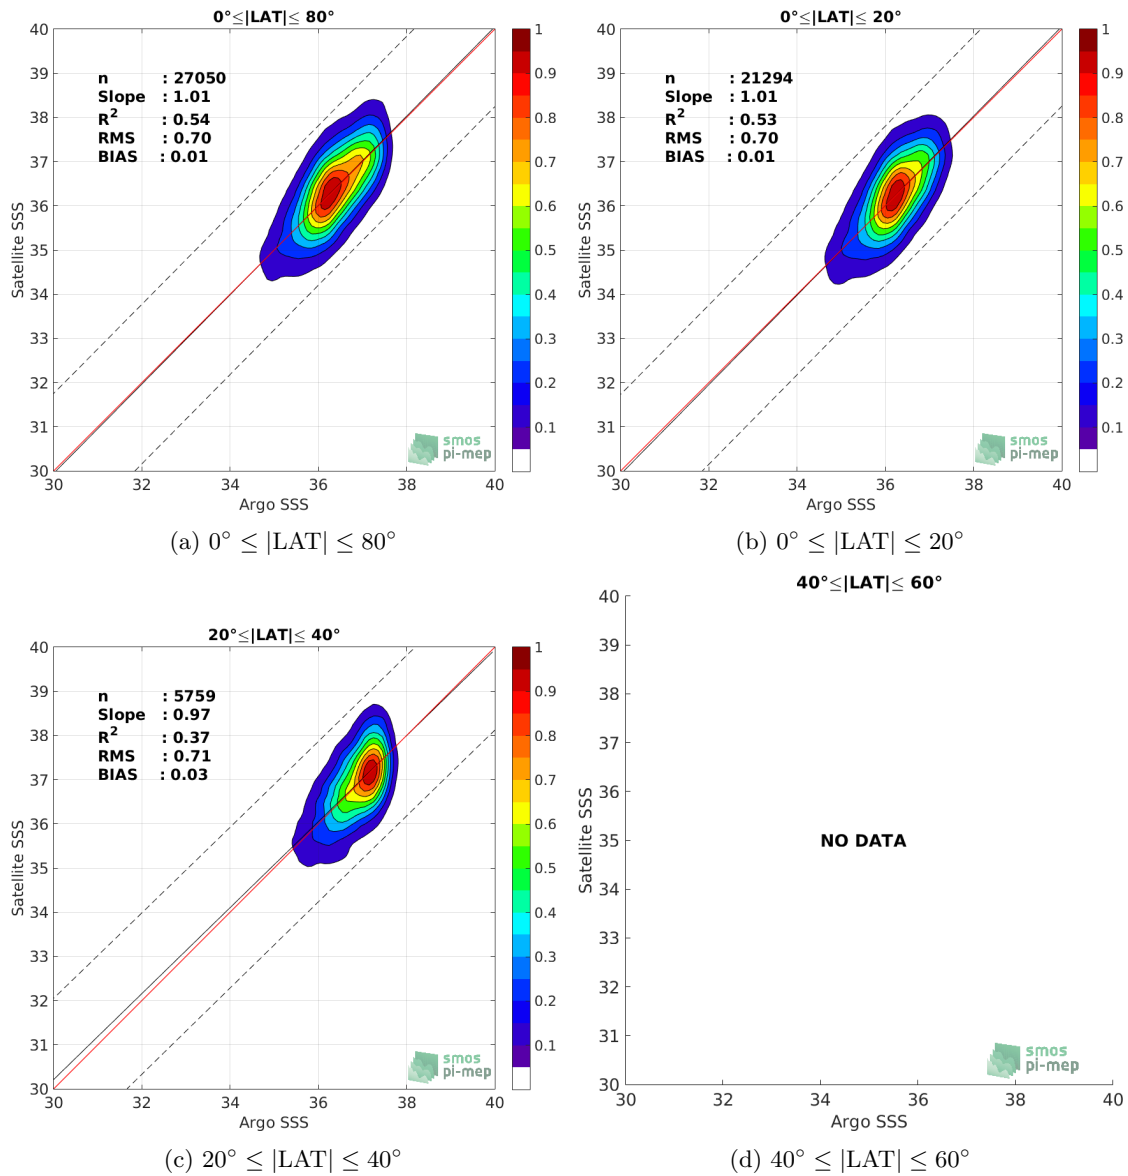 0°≤|LAT|≤ 80°
n : 27050
Slope : 1.01
R² : 0.54
RMS : 0.70
BIAS : 0.01
40
39
38
37
36
35
34
33
32
31
30
Satellite SSS
30 32 34 36 38 40
Argo SSS
1
0.9
0.8
0.7
0.6
0.5
0.4
0.3
0.2
0.1
smos
pi-mep
(a) 0° ≤ |LAT| ≤ 80°
0°≤|LAT|≤ 20°
n : 21294
Slope : 1.01
R² : 0.53
RMS : 0.70
BIAS : 0.01
40
39
38
37
36
35
34
33
32
31
30
Satellite SSS
30 32 34 36 38 40
Argo SSS
1
0.9
0.8
0.7
0.6
0.5
0.4
0.3
0.2
0.1
smos
pi-mep
(b) 0° ≤ |LAT| ≤ 20°
20°≤|LAT|≤ 40°
n : 5759
Slope : 0.97
R² : 0.37
RMS : 0.71
BIAS : 0.03
40
39
38
37
36
35
34
33
32
31
30
Satellite SSS
30 32 34 36 38 40
Argo SSS
1
0.9
0.8
0.7
0.6
0.5
0.4
0.3
0.2
0.1
smos
pi-mep
(c) 20° ≤ |LAT| ≤ 40°
40°≤|LAT|≤ 60°
40
39
38
37
36
35
34
33
32
31
30
Satellite SSS
NO DATA
30 32 34 36 38 40
Argo SSS
smos
pi-mep
(d) 40° ≤ |LAT| ≤ 60°